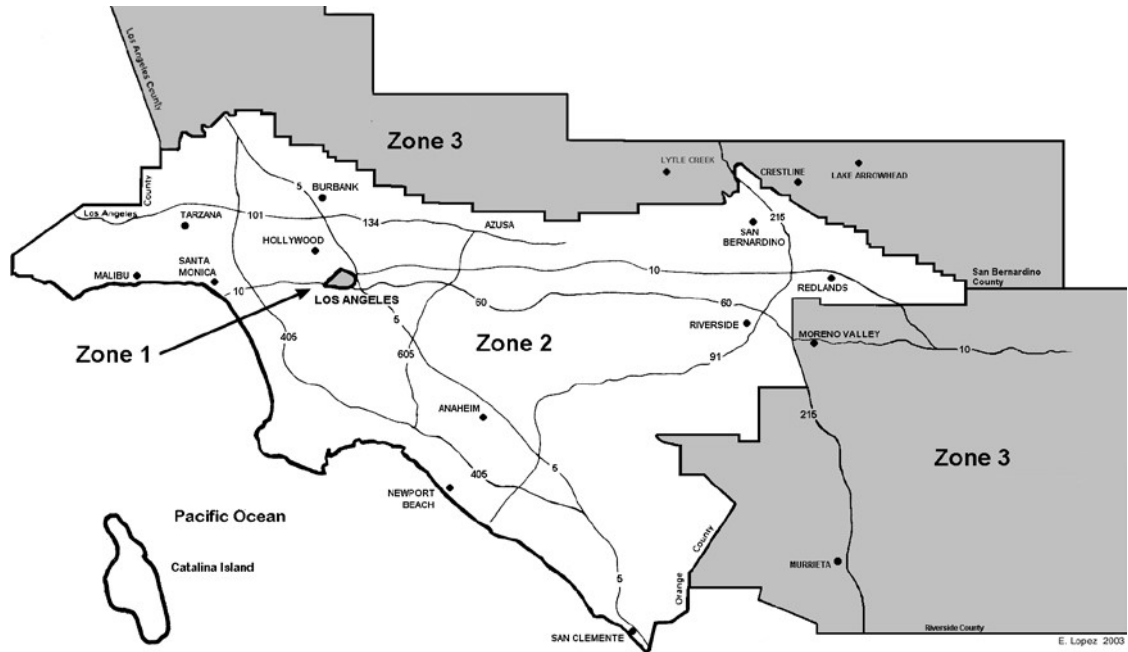 Los Angeles County
Zone 3
LYTLE CREEK
CRESTLINE
LAKE ARROWHEAD
County
Los Angeles
BURBANK
5
TARZANA
101
134
AZUSA
215
SAN
BERNARDINO
HOLLYWOOD
SANTA
MONICA
MALIBU
10
10
LOS ANGELES
60
60
REDLANDS
San Bernardino
County
Zone 1
405
5
605
Zone 2
RIVERSIDE
91
MORENO VALLEY
10
215
ANAHEIM
Zone 3
405
5
NEWPORT
BEACH
Pacific Ocean
Catalina Island
County
Orange
MURRIETA
5
SAN CLEMENTE
Riverside County
E. Lopez 2003